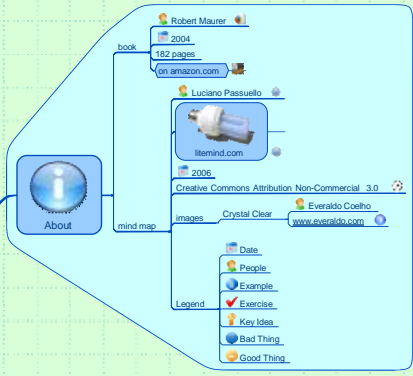 About
book
Robert Maurer
2004
182 pages
on amazon.com
mind map
Luciano Passuello
litemind.com
2006
Creative Commons Attribution Non-Commercial 3.0
images
Crystal Clear
Everaldo Coelho
www.everaldo.com
Legend
Date
People
Example
Exercise
Key Idea
Bad Thing
Good Thing